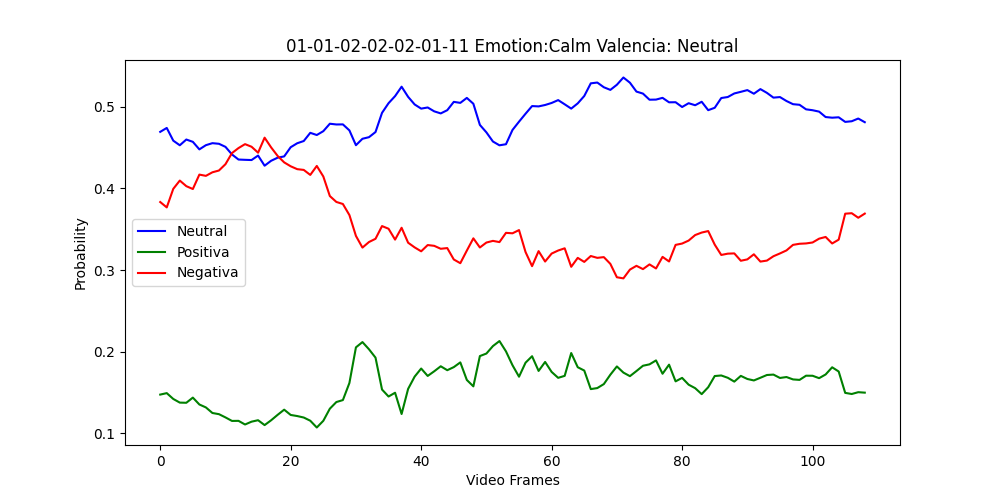 01-01-02-02-02-01-11 Emotion:Calm Valencia: Neutral
Probability
0.5
0.4
0.3
0.2
0.1
Neutral
Positiva
Negativa
0 20 40 60 80 100
Video Frames